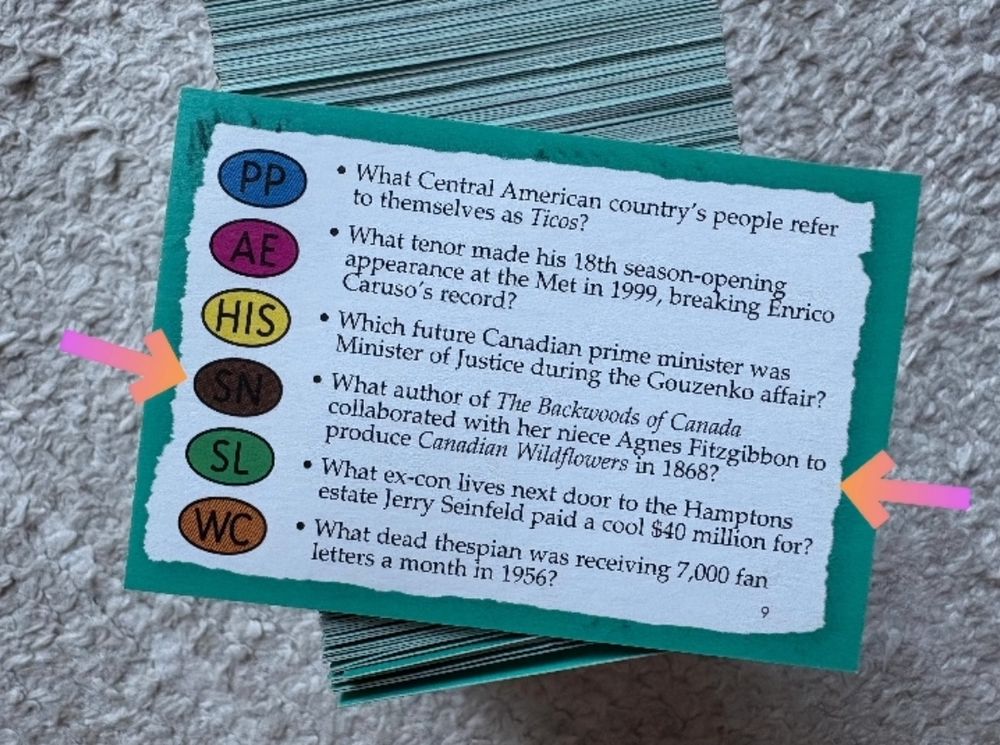 PP • What Central American country's people refer
to themselves as Ticos?
AE • What tenor made his 18th season-opening
appearance at the Met in 1999, breaking Enrico
Caruso's record?
HIS • Which future Canadian prime minister was
Minister of Justice during the Gouzenko affair?
SN • What author of The Backwoods of Canada
collaborated with her niece Agnes Fitzgibbon to
produce Canadian Wildflowers in 1868?
SL • What ex-con lives next door to the Hamptons
estate Jerry Seinfeld paid a cool $40 million for?
WC • What dead thespian was receiving 7,000 fan
letters a month in 1956?
9